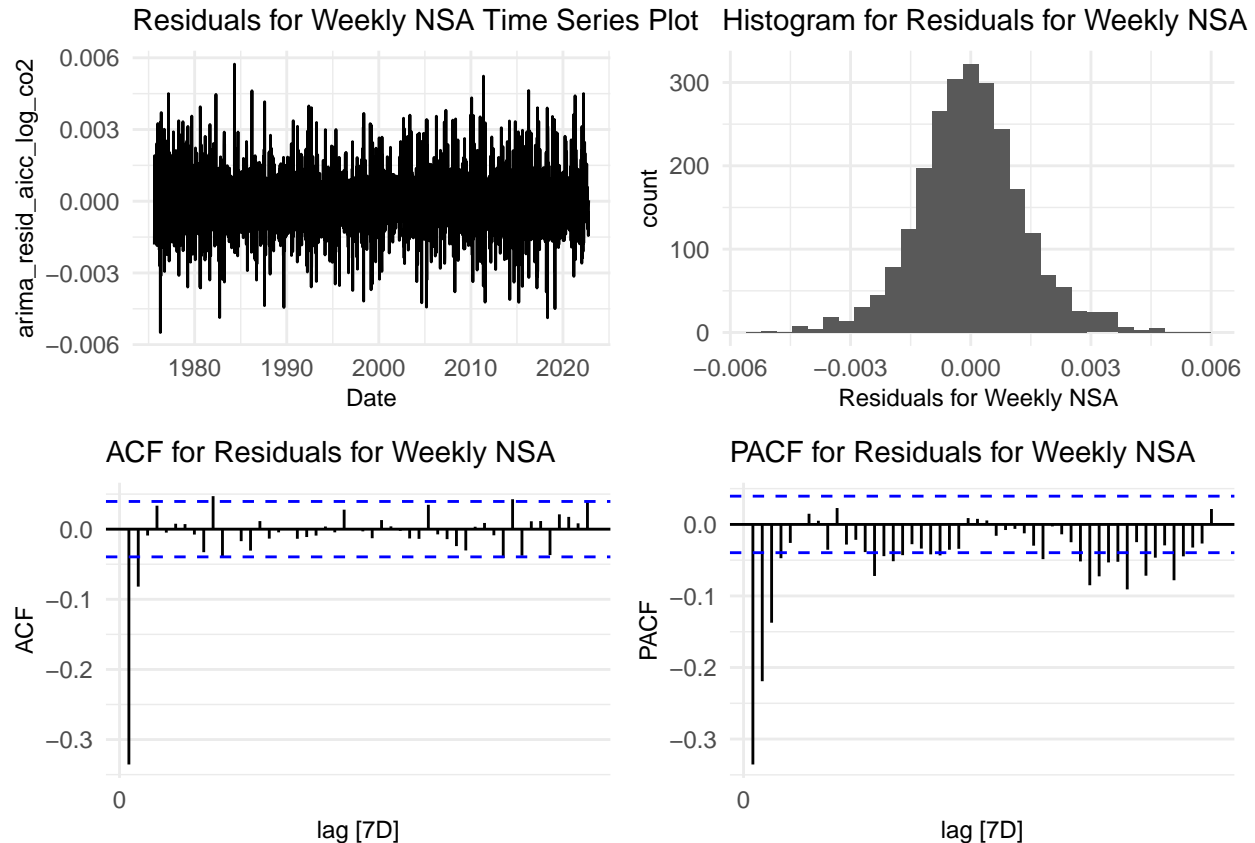 Residuals for Weekly NSA Time Series Plot
0.006
0.003
0.000
−0.003
−0.006
arima_resid_aicc_log_co2
1980 1990 2000 2010 2020
Date
Histogram for Residuals for Weekly NSA
300
200
100
0
count
−0.006 −0.003 0.000 0.003 0.006
Residuals for Weekly NSA
ACF for Residuals for Weekly NSA
0.0
−0.1
−0.2
−0.3
ACF
0
lag [7D]
PACF for Residuals for Weekly NSA
0.0
−0.1
−0.2
−0.3
PACF
0
lag [7D]